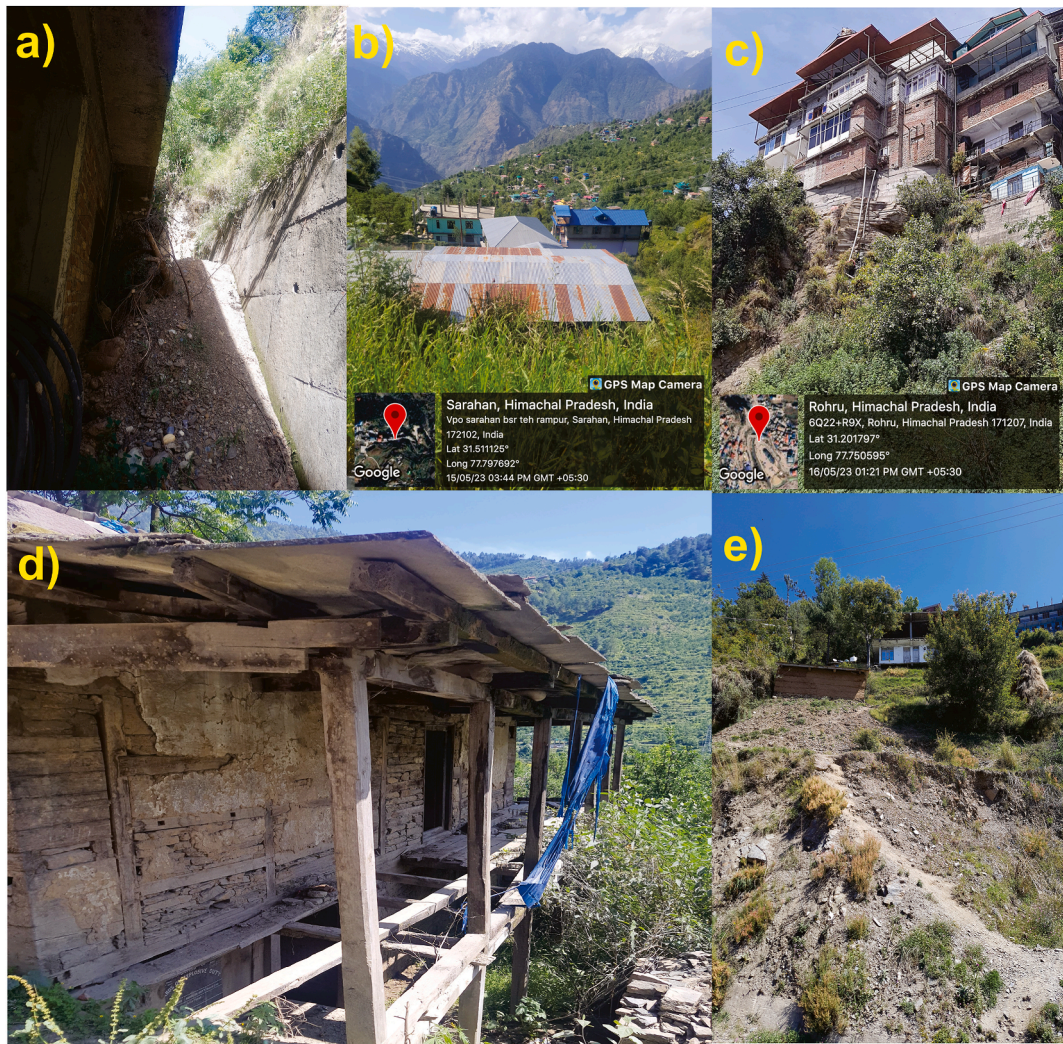 a)
b)
c)
GPS Map Camera
Sarahan, Himachal Pradesh, India
Vpo sarahan bsr teh rampur, Sarahan, Himachal Pradesh
172102, India
Lat 31.511125°
Long 77.797692°
15/05/23 03:44 PM GMT +05:30
Google
GPS Map Camera
Rohru, Himachal Pradesh, India
6Q22+R9X, Rohru, Himachal Pradesh 171207, India
Lat 31.201797°
Long 77.750595°
16/05/23 01:21 PM GMT +05:30
Google
d)
e)